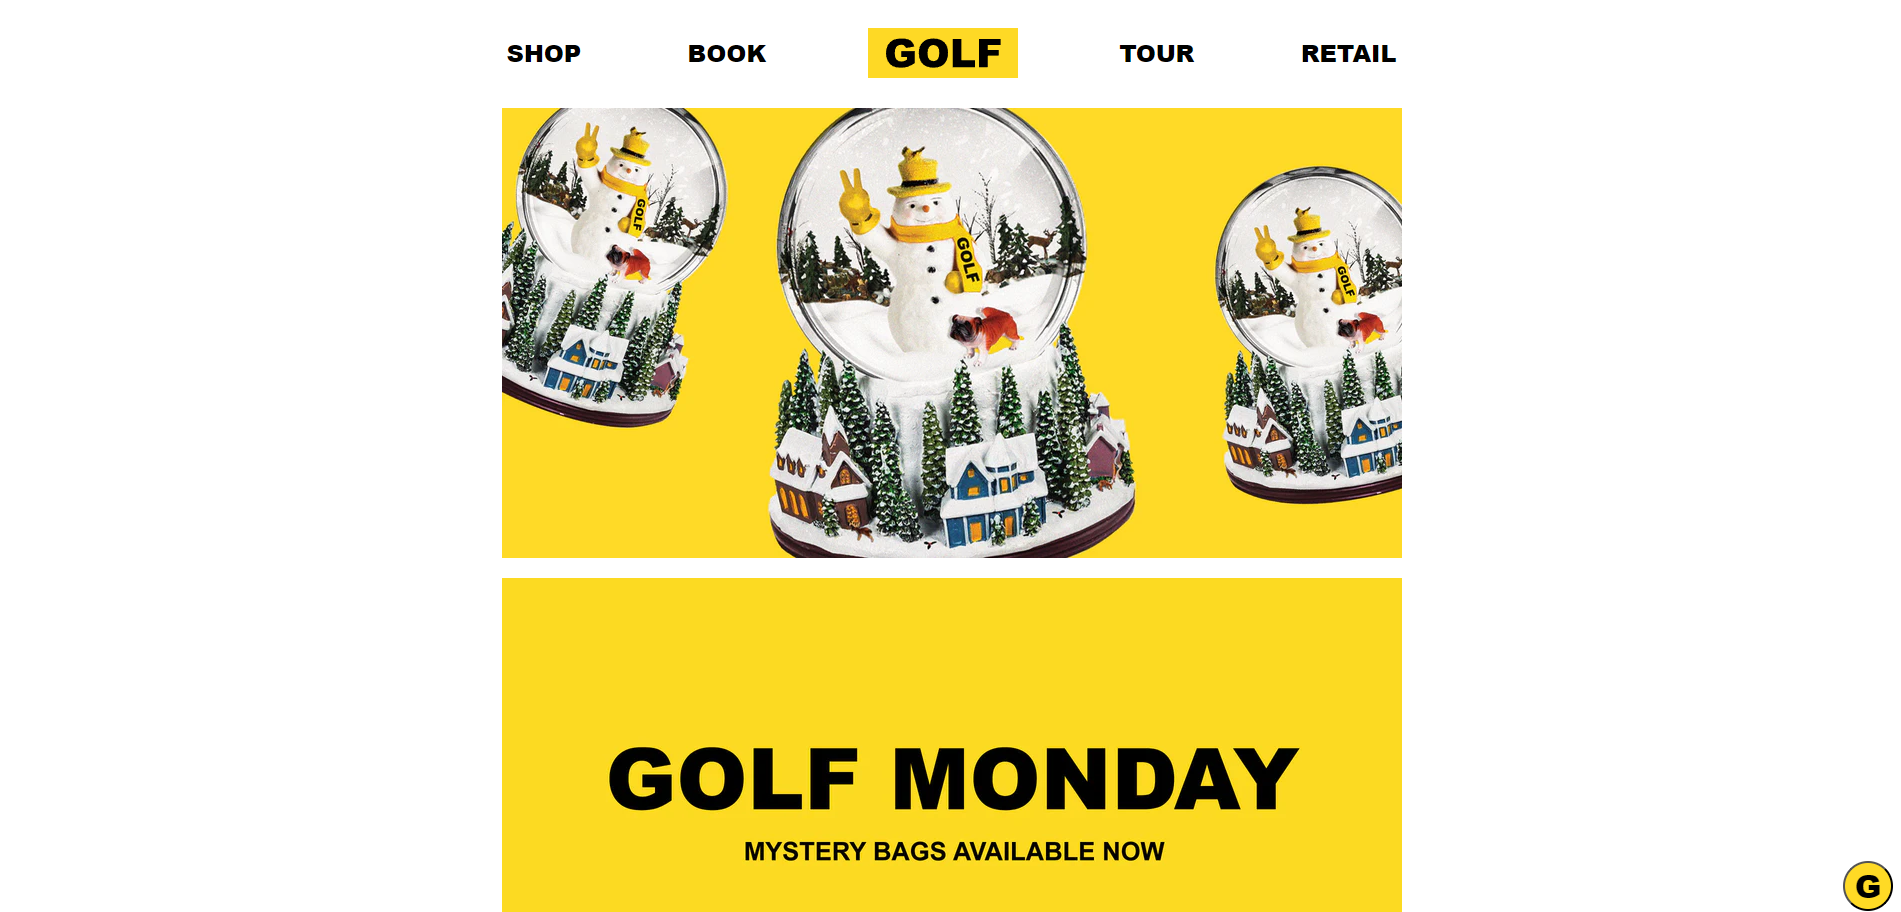 SHOP BOOK GOLF TOUR RETAIL
GOLF
GOLF
GOLF
GOLF MONDAY
MYSTERY BAGS AVAILABLE NOW
G